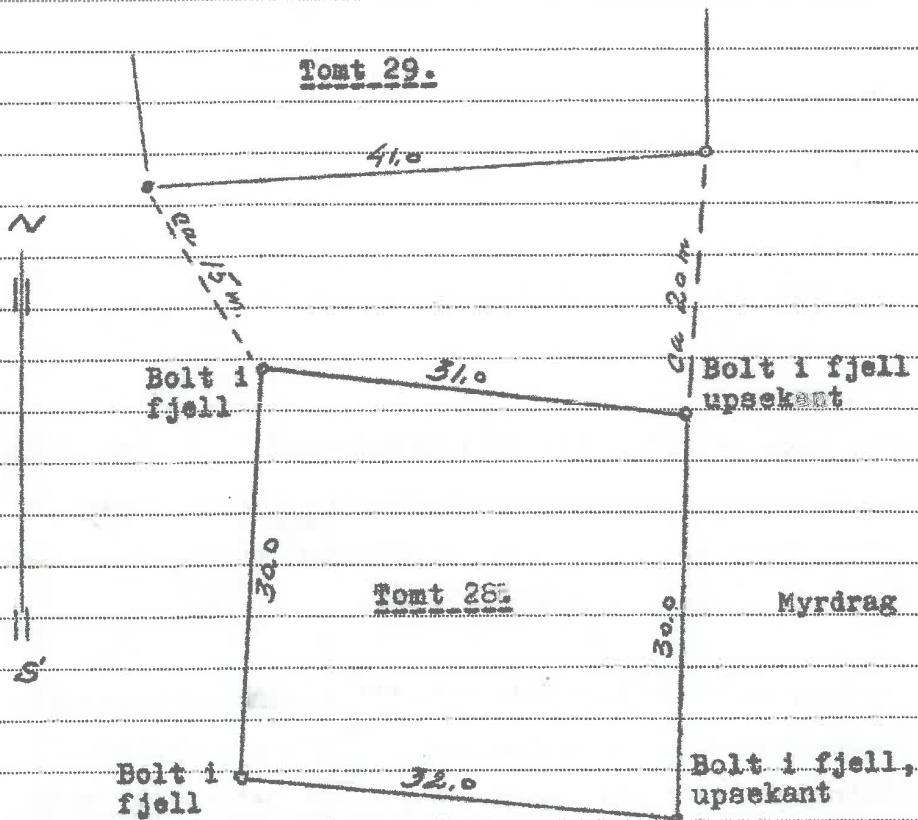 Tomt 29.
41,0
N
ca 15 m.
ca 20 m
Bolt i
fjell
31,0
Bolt i fjell
upsekant
30,0
Tomt 28.
30,0
Myrdrag
S
Bolt i
fjell
32,0
Bolt i fjell,
upsekant